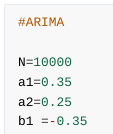 #ARIMA
N=10000
a1=0.35
a2=0.25
b1 =-0.35